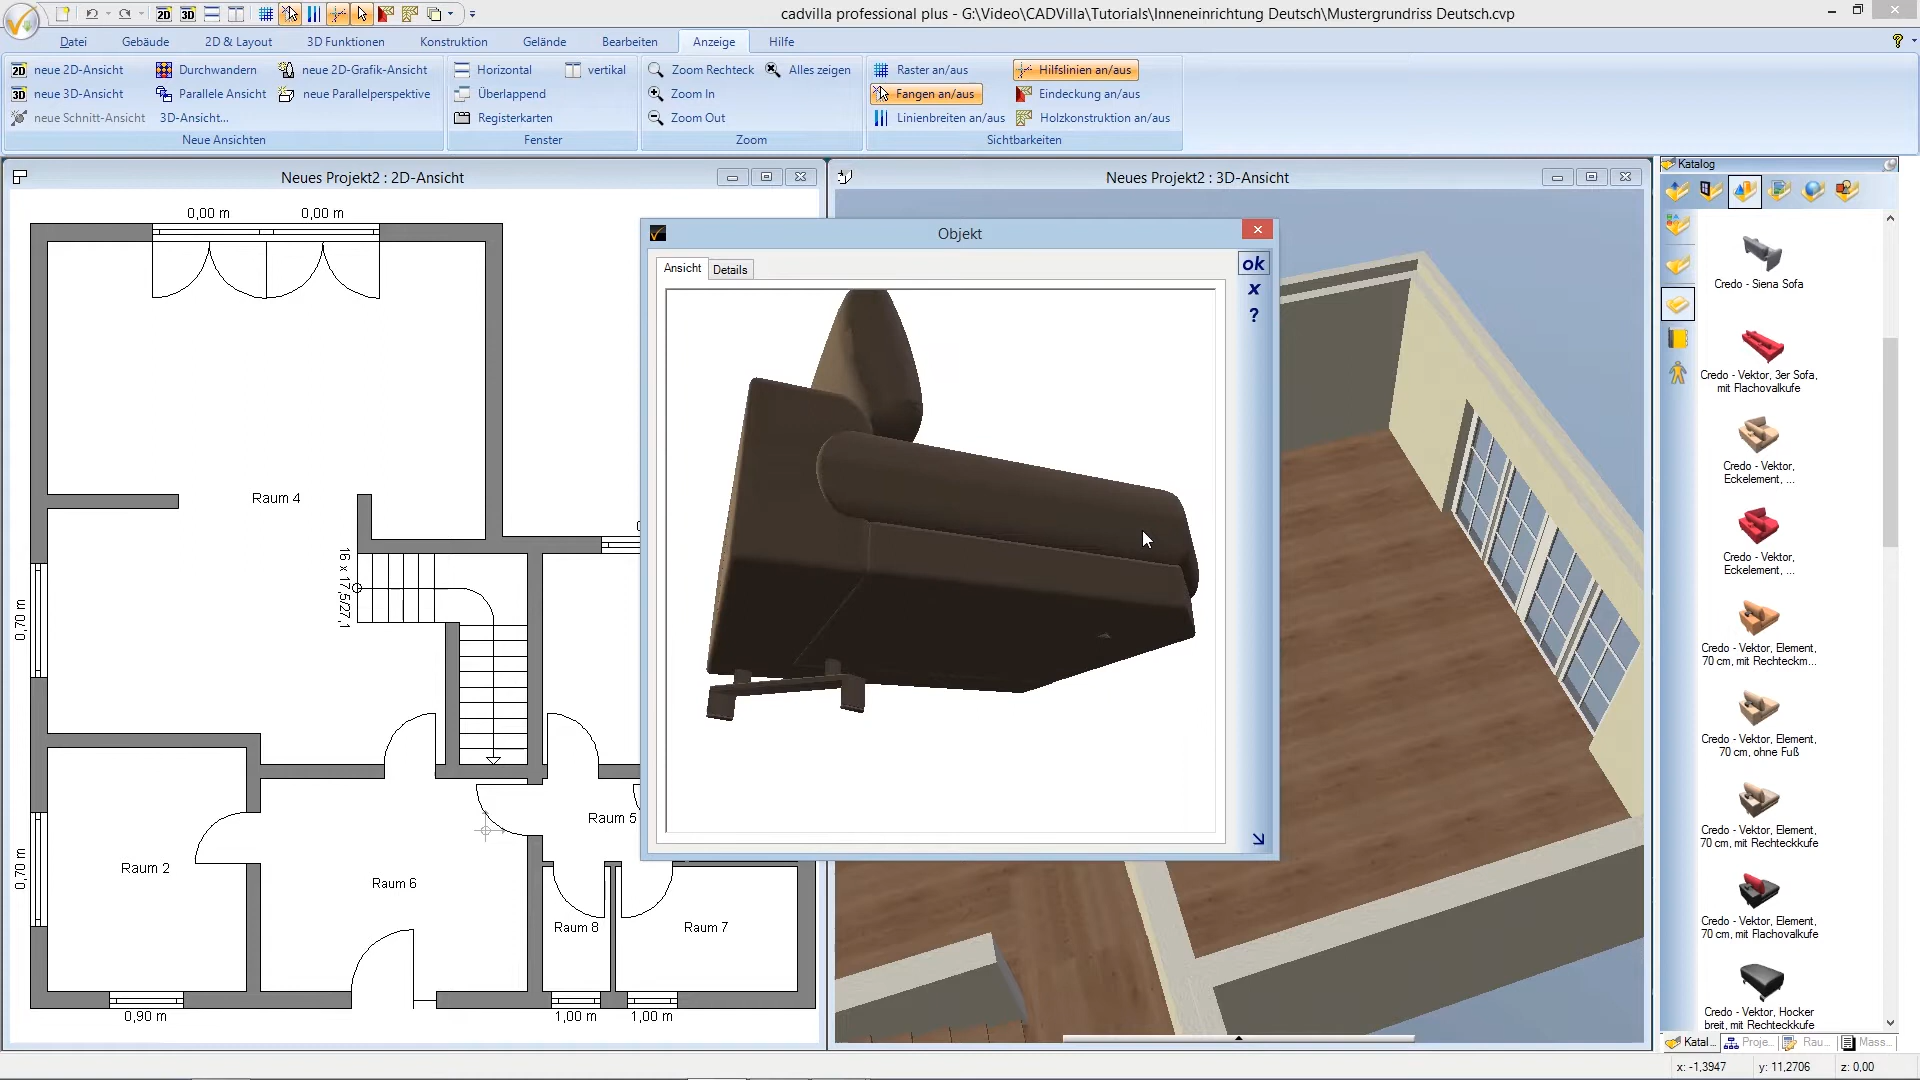 2D
3D
cadvilla professional plus - G:\Video\CADVilla\Tutorials\Inneneinrichtung Deutsch\Mustergrundriss Deutsch.cvp
Datei
Gebäude
2D & Layout
3D Funktionen
Konstruktion
Gelände
Bearbeiten
Anzeige
Hilfe
?
2D neue 2D-Ansicht
Durchwandern
neue 2D-Grafik-Ansicht
Horizontal
vertikal
Zoom Rechteck
Alles zeigen
Raster an/aus
Hilfslinien an/aus
3D neue 3D-Ansicht
Parallele Ansicht
neue Parallelperspektive
Überlappend
Zoom In
Fangen an/aus
Eindeckung an/aus
neue Schnitt-Ansicht
3D-Ansicht...
Registerkarten
Zoom Out
Linienbreiten an/aus
Holzkonstruktion an/aus
Neue Ansichten
Fenster
Zoom
Sichtbarkeiten
Neues Projekt2 : 2D-Ansicht
Neues Projekt2 : 3D-Ansicht
Katalog
0,00 m
0,00 m
Raum 4
16 x 17,5/27,1
0,70 m
Raum 5
0,70 m
Raum 2
Raum 6
Raum 8
Raum 7
0,90 m
1,00 m
1,00 m
Objekt
Ansicht
Details
ok
x
?
Credo - Siena Sofa
Credo - Vektor, 3er Sofa,
mit Flachovalkufe
Credo - Vektor,
Eckelement, ...
Credo - Vektor,
Eckelement, ...
Credo - Vektor, Element,
70 cm, mit Rechteckm...
Credo - Vektor, Element,
70 cm, ohne Fuß
Credo - Vektor, Element,
70 cm, mit Rechteckkufe
Credo - Vektor, Element,
70 cm, mit Flachovalkufe
Credo - Vektor, Hocker
breit, mit Rechteckkufe
Katal...
Proje...
Rau...
Mass...
x: -1,3947
y: 11,2706
z: 0,00